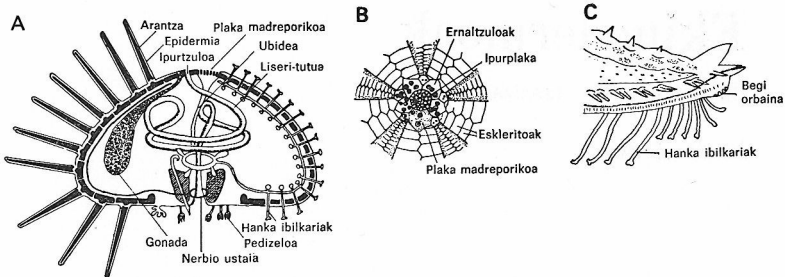 A
Arantza
Epidermia
Ipurtzuloa
Plaka madreporikoa
Ubidea
Liseri-tutua
Gonada
Nerbio ustaia
Hanka ibilkariak
Pedizeloa
B
Ernaltzuloak
Ipurplaka
Eskleritoak
Plaka madreporikoa
C
Begi
orbaina
Hanka ibilkariak